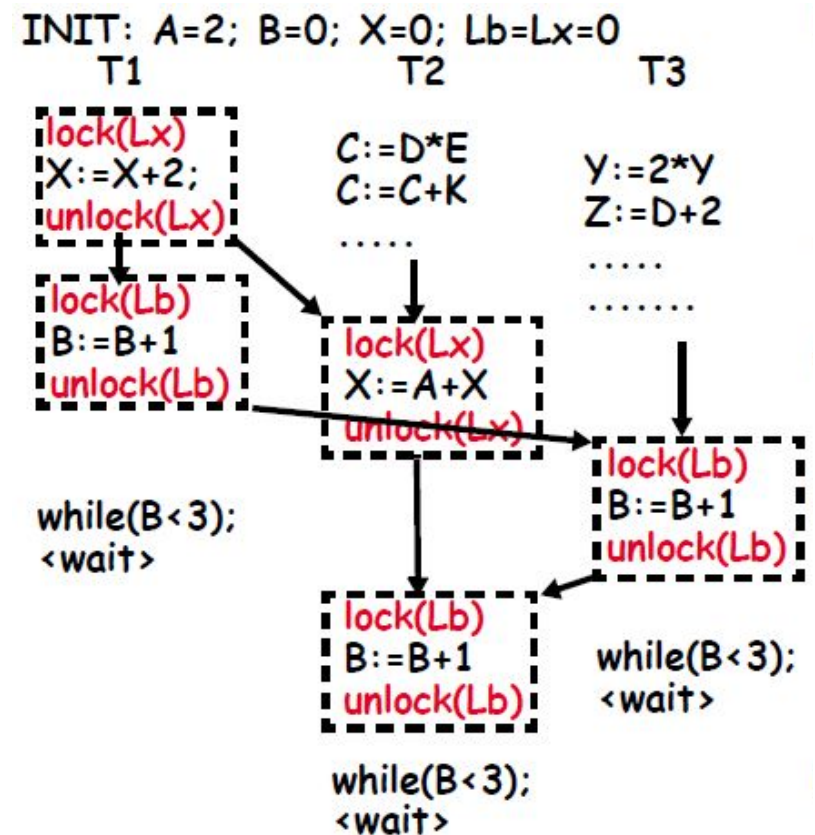 INIT: A=2; B=0; X=0; Lb=Lx=0
T1 T2 T3
lock(Lx)
X:=X+2;
unlock(Lx)
lock(Lb)
B:=B+1
unlock(Lb)
while(B<3);
<wait>
C:=D*E
C:=C+K
.....
lock(Lx)
X:=A+X
unlock(Lx)
lock(Lb)
B:=B+1
unlock(Lb)
while(B<3);
<wait>
Y:=2*Y
Z:=D+2
.....
.......
lock(Lb)
B:=B+1
unlock(Lb)
while(B<3);
<wait>